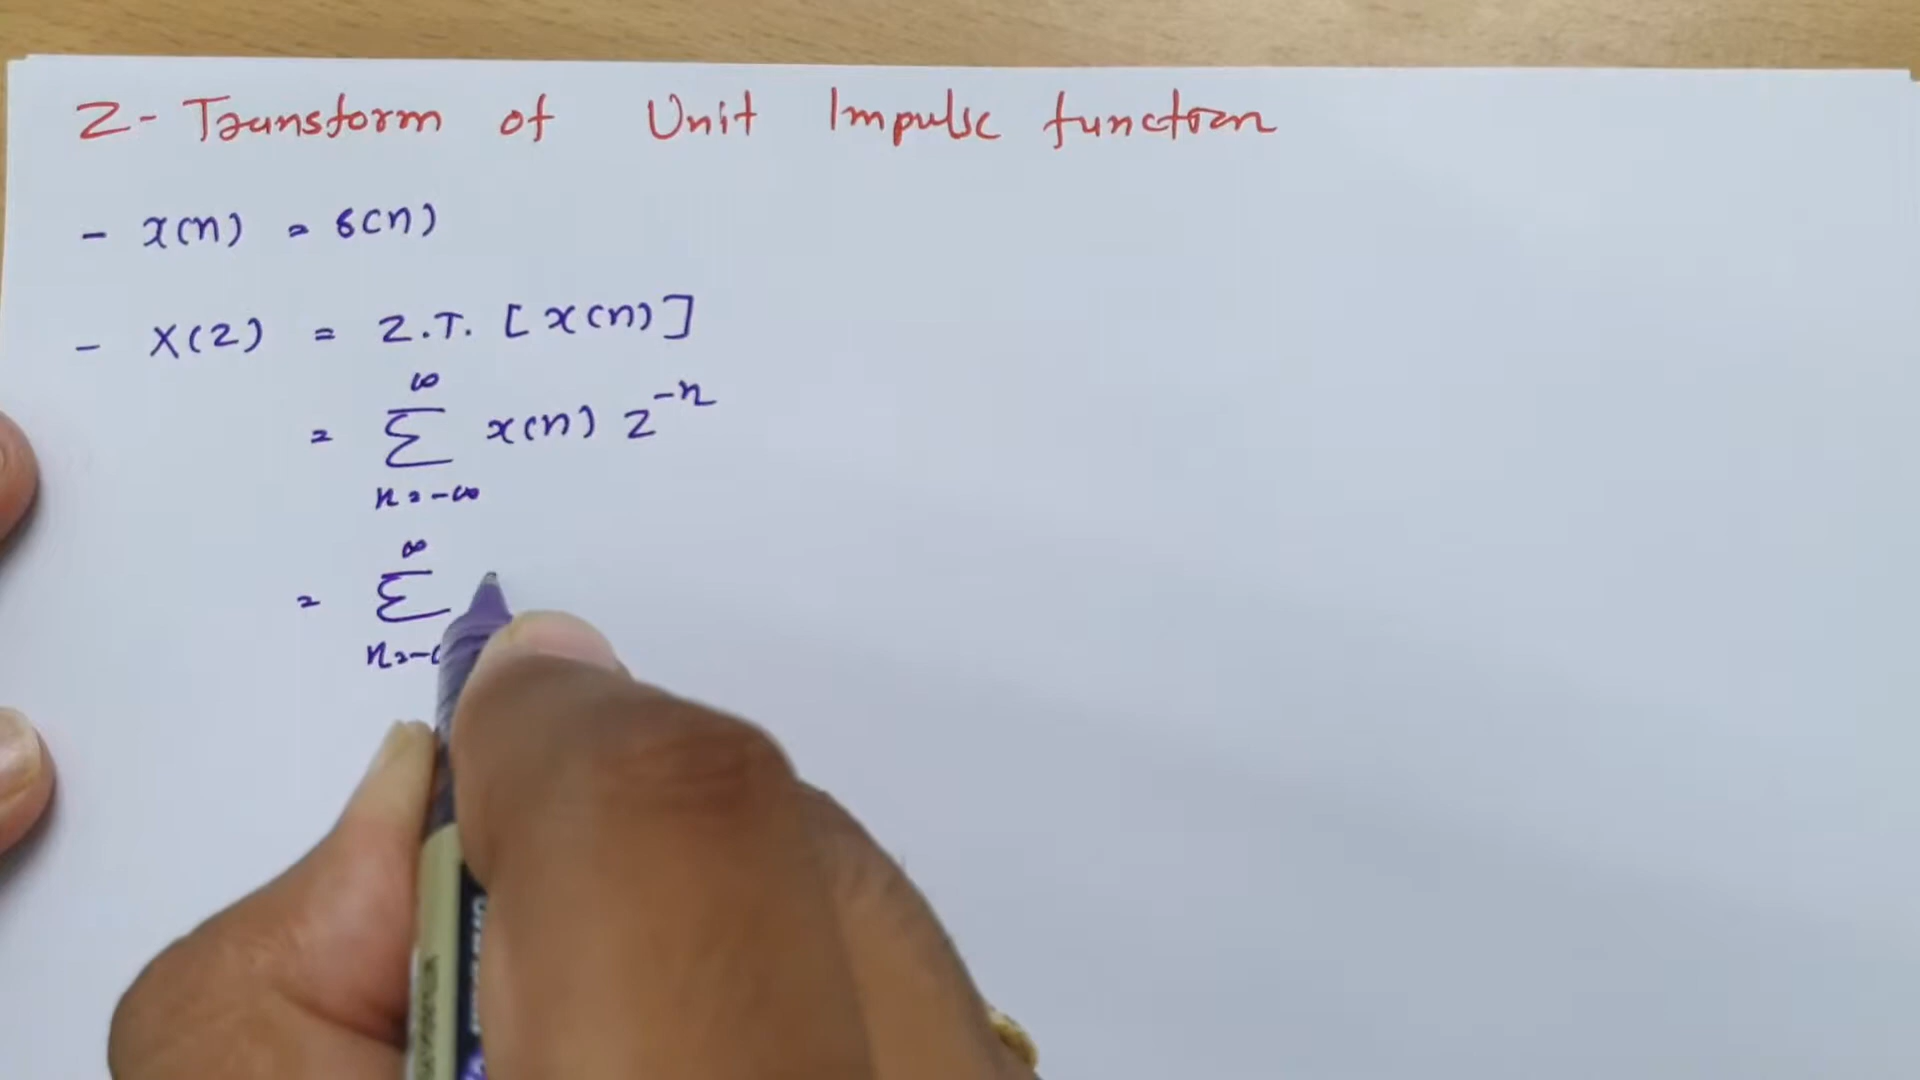 Z-Transform of Unit Impulse function
- x(n) = δ(n)
- X(Z) = Z.T. [x(n)]
∞
= Σ x(n) z^-n
n=-∞
∞
= Σ
n=-